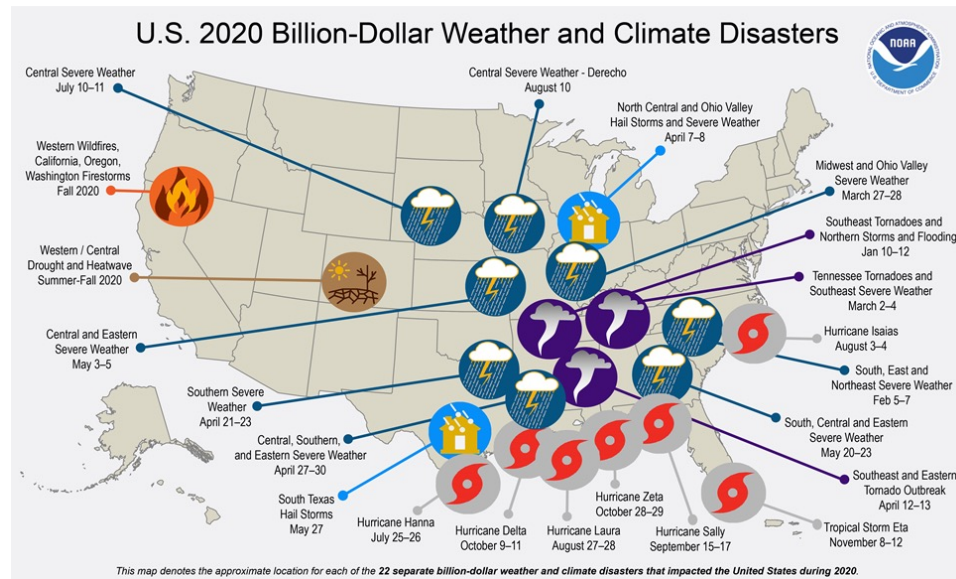 U.S. 2020 Billion-Dollar Weather and Climate Disasters
NOAA
NATIONAL OCEANIC AND ATMOSPHERIC ADMINISTRATION
U.S. DEPARTMENT OF COMMERCE
Central Severe Weather
July 10–11
Central Severe Weather - Derecho
August 10
North Central and Ohio Valley
Hail Storms and Severe Weather
April 7–8
Western Wildfires,
California, Oregon,
Washington Firestorms
Fall 2020
Midwest and Ohio Valley
Severe Weather
March 27–28
Southeast Tornadoes and
Northern Storms and Flooding
Jan 10–12
Western / Central
Drought and Heatwave
Summer-Fall 2020
Tennessee Tornadoes and
Southeast Severe Weather
March 2–4
Central and Eastern
Severe Weather
May 3–5
Hurricane Isaias
August 3–4
South, East and
Northeast Severe Weather
Feb 5–7
Southern Severe
Weather
April 21–23
South, Central and Eastern
Severe Weather
May 20–23
Central, Southern,
and Eastern Severe Weather
April 27–30
Southeast and Eastern
Tornado Outbreak
April 12–13
South Texas
Hail Storms
May 27
Hurricane Hanna
July 25–26
Hurricane Delta
October 9–11
Hurricane Laura
August 27–28
Hurricane Zeta
October 28–29
Hurricane Sally
September 15–17
Tropical Storm Eta
November 8–12
This map denotes the approximate location for each of the 22 separate billion-dollar weather and climate disasters that impacted the United States during 2020.